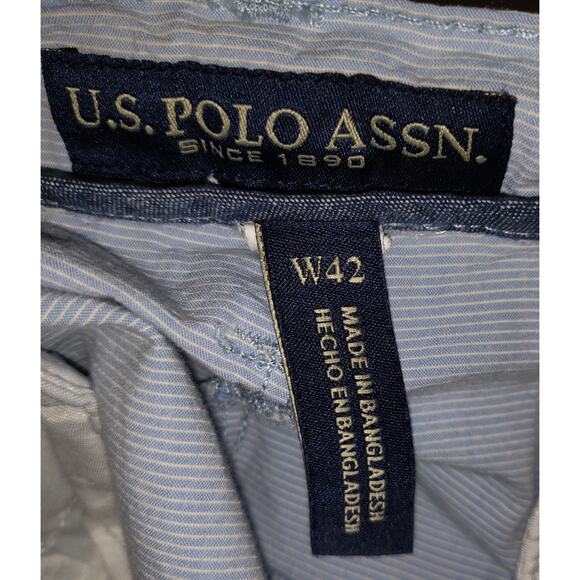 U.S. POLO ASSN.
SINCE 1890
W42
MADE IN BANGLADESH
HECHO EN BANGLADESH